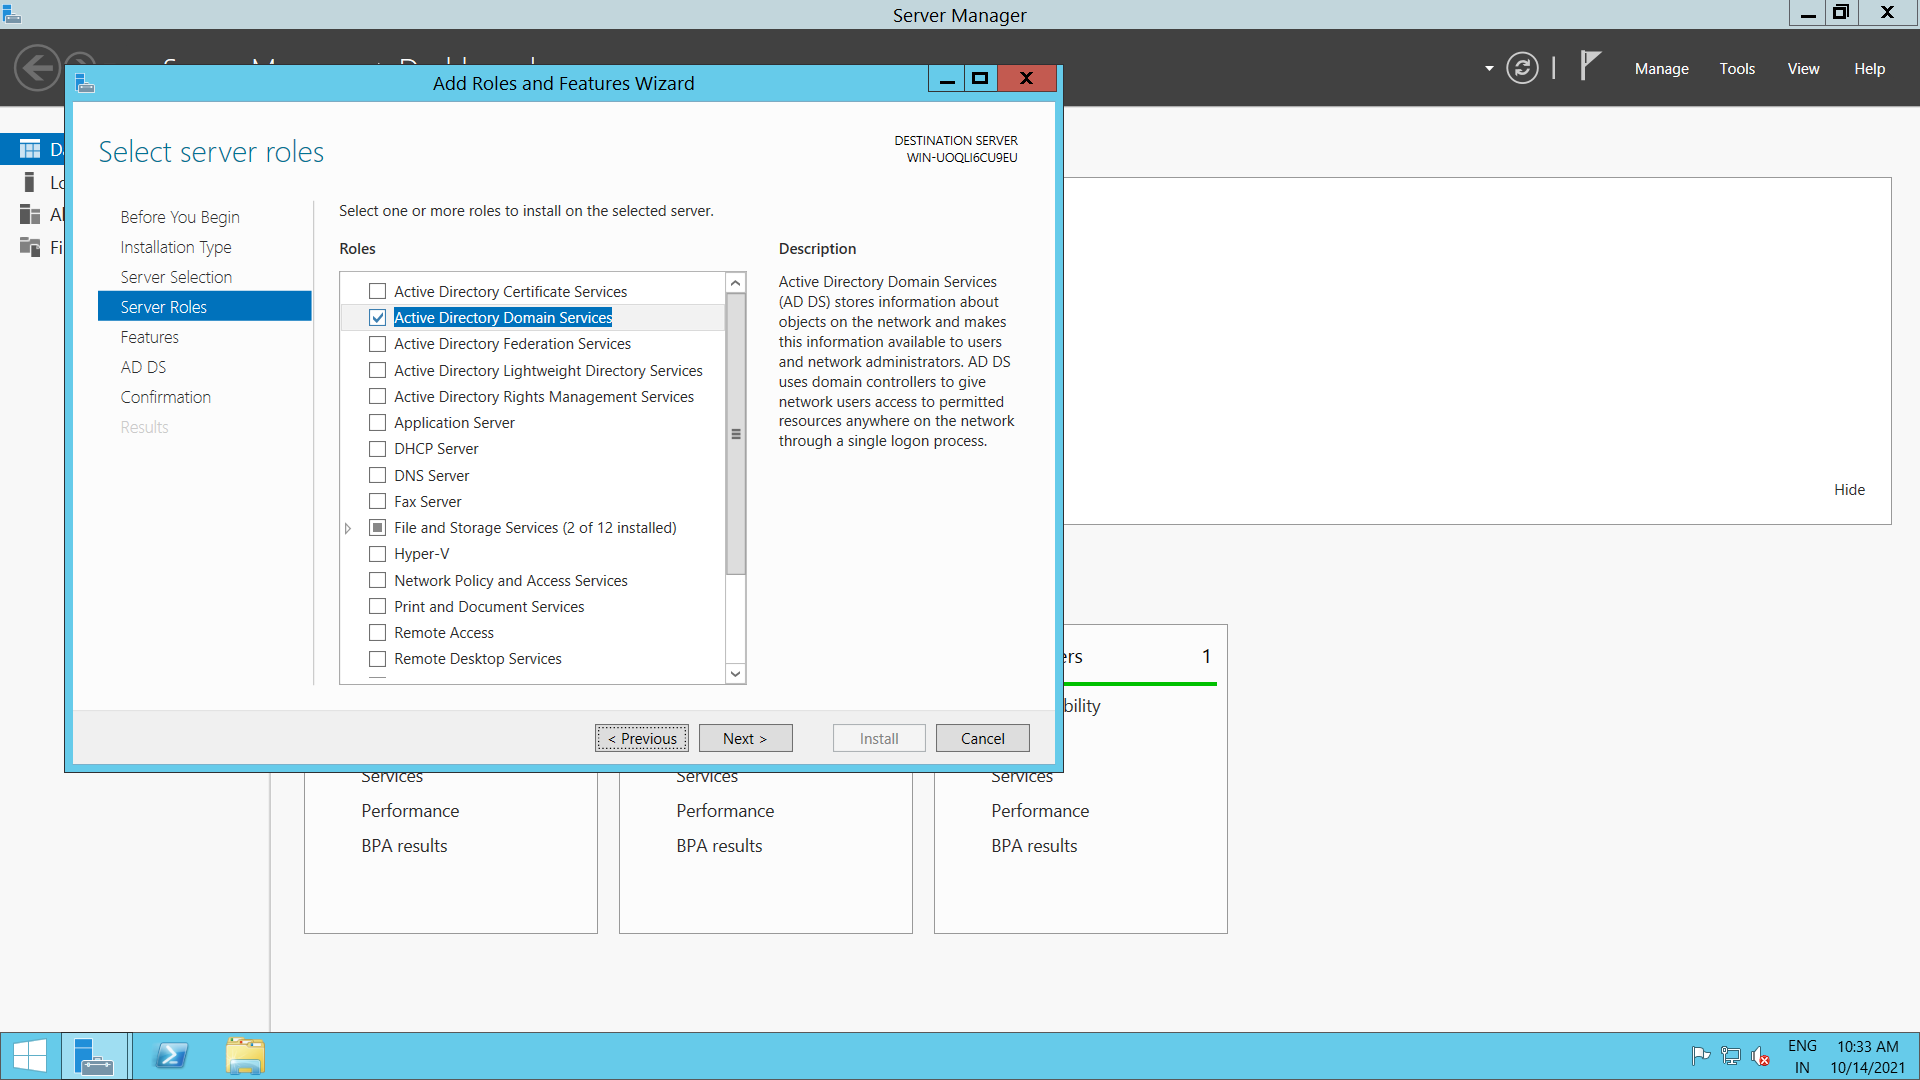 Server Manager
Manage
Tools
View
Help
Add Roles and Features Wizard
Select server roles
DESTINATION SERVER
WIN-UOQLI6CU9EU
Before You Begin
Installation Type
Server Selection
Server Roles
Features
AD DS
Confirmation
Results
Select one or more roles to install on the selected server.
Roles
Active Directory Certificate Services
Active Directory Domain Services
Active Directory Federation Services
Active Directory Lightweight Directory Services
Active Directory Rights Management Services
Application Server
DHCP Server
DNS Server
Fax Server
File and Storage Services (2 of 12 installed)
Hyper-V
Network Policy and Access Services
Print and Document Services
Remote Access
Remote Desktop Services
Description
Active Directory Domain Services
(AD DS) stores information about
objects on the network and makes
this information available to users
and network administrators. AD DS
uses domain controllers to give
network users access to permitted
resources anywhere on the network
through a single logon process.
< Previous
Next >
Install
Cancel
Hide
ers
1
bility
Services
Performance
BPA results
Services
Performance
BPA results
Services
Performance
BPA results
ENG
IN
10:33 AM
10/14/2021